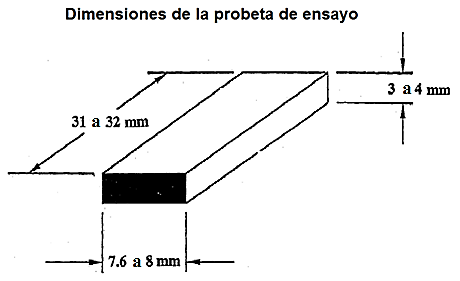 Dimensiones de la probeta de ensayo
3 a 4 mm
31 a 32 mm
7.6 a 8 mm